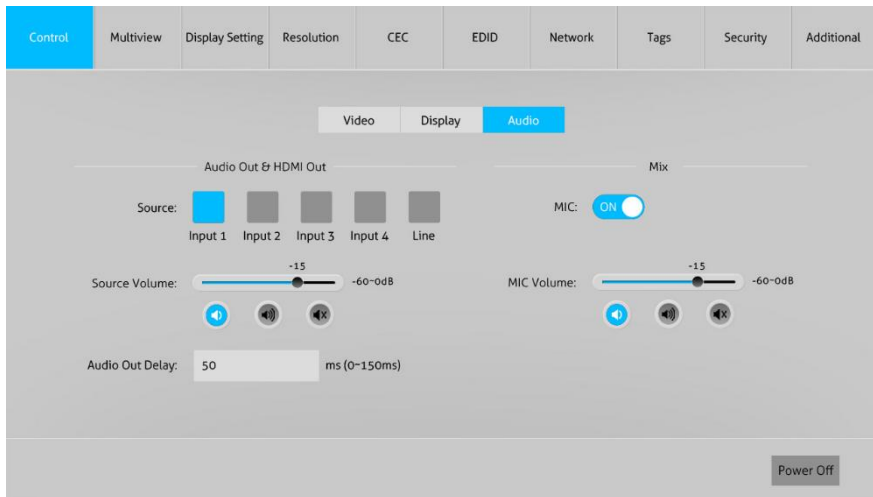 Control Multiview Display Setting Resolution CEC EDID Network Tags Security Additional
Video Display Audio
Audio Out & HDMI Out
Source:
Input 1 Input 2 Input 3 Input 4 Line
-15
Source Volume: -60~0dB
Audio Out Delay: 50 ms (0~150ms)
Mix
MIC: ON
-15
MIC Volume: -60~0dB
Power Off